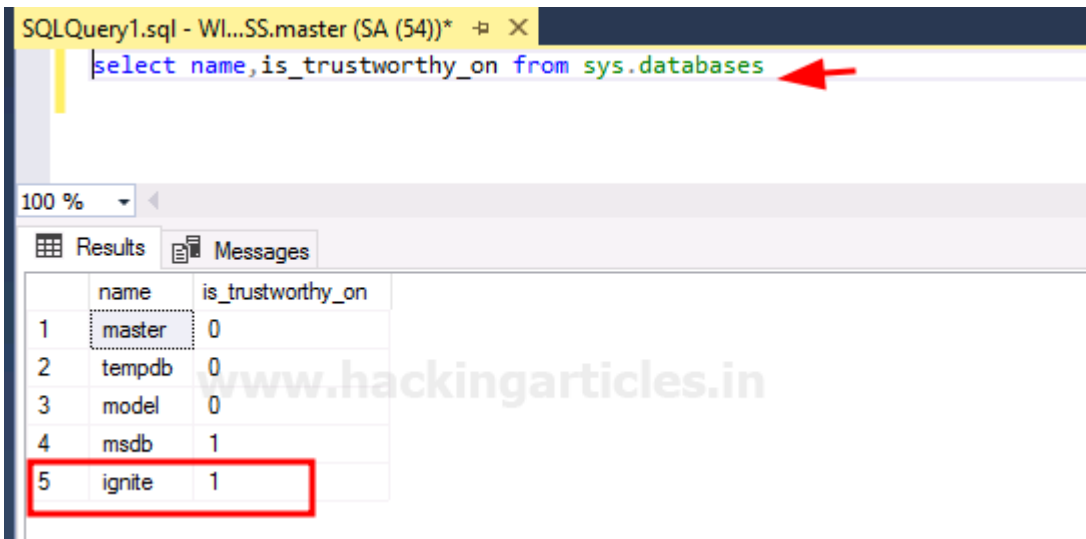 SQLQuery1.sql - WI...SS.master (SA (54))*
select name,is_trustworthy_on from sys.databases
100 %
Results Messages
name is_trustworthy_on
1 master 0
2 tempdb 0
www.hackingarticles.in
3 model 0
4 msdb 1
5 ignite 1